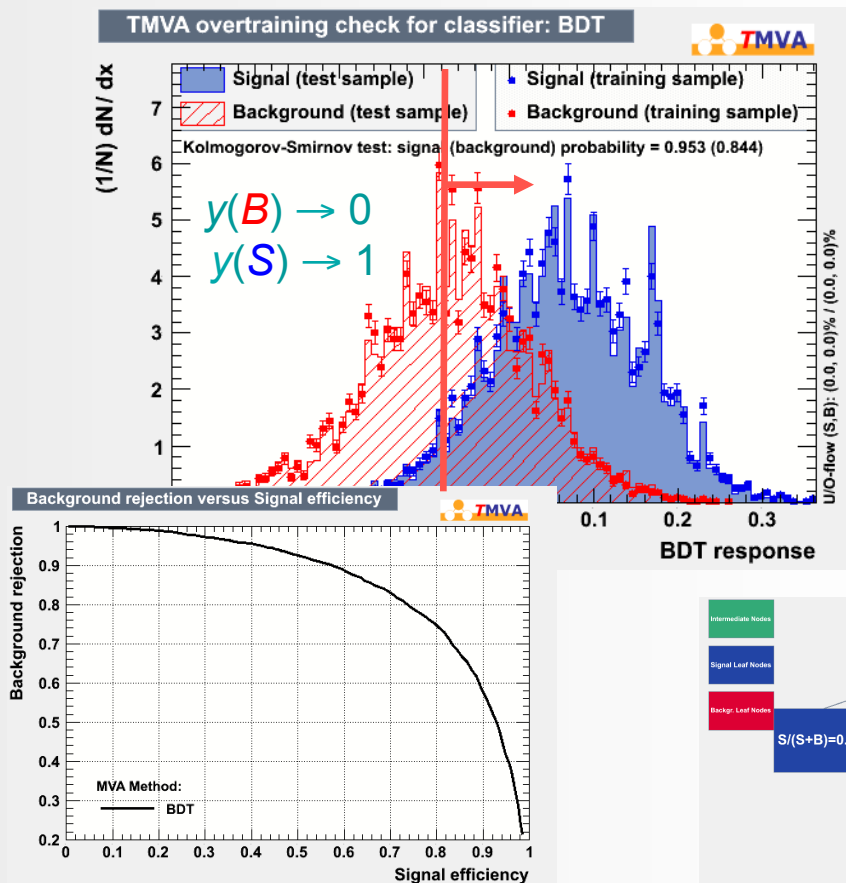 TMVA overtraining check for classifier: BDT
TMVA
Signal (test sample)
Background (test sample)
Signal (training sample)
Background (training sample)
Kolmogorov-Smirnov test: signal (background) probability = 0.953 (0.844)
y(B) → 0
y(S) → 1
(1/N) dN / dx
7
6
5
4
3
2
1
0.1 0.2 0.3
BDT response
U/O-flow (S,B): (0.0, 0.0)% / (0.0, 0.0)%
Background rejection versus Signal efficiency
TMVA
Background rejection
1
0.9
0.8
0.7
0.6
0.5
0.4
0.3
0.2
MVA Method:
BDT
0 0.1 0.2 0.3 0.4 0.5 0.6 0.7 0.8 0.9 1
Signal efficiency
Intermediate Nodes
Signal Leaf Nodes
Backgr. Leaf Nodes
S/(S+B)=0.